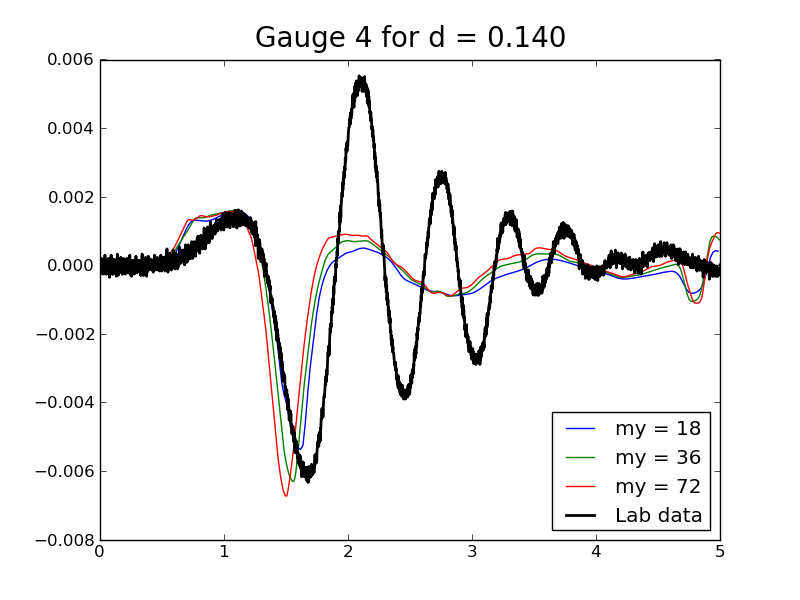 Gauge 4 for d = 0.140
0.006
0.004
0.002
0.000
−0.002
−0.004
−0.006
−0.008
0 1 2 3 4 5
my = 18
my = 36
my = 72
Lab data